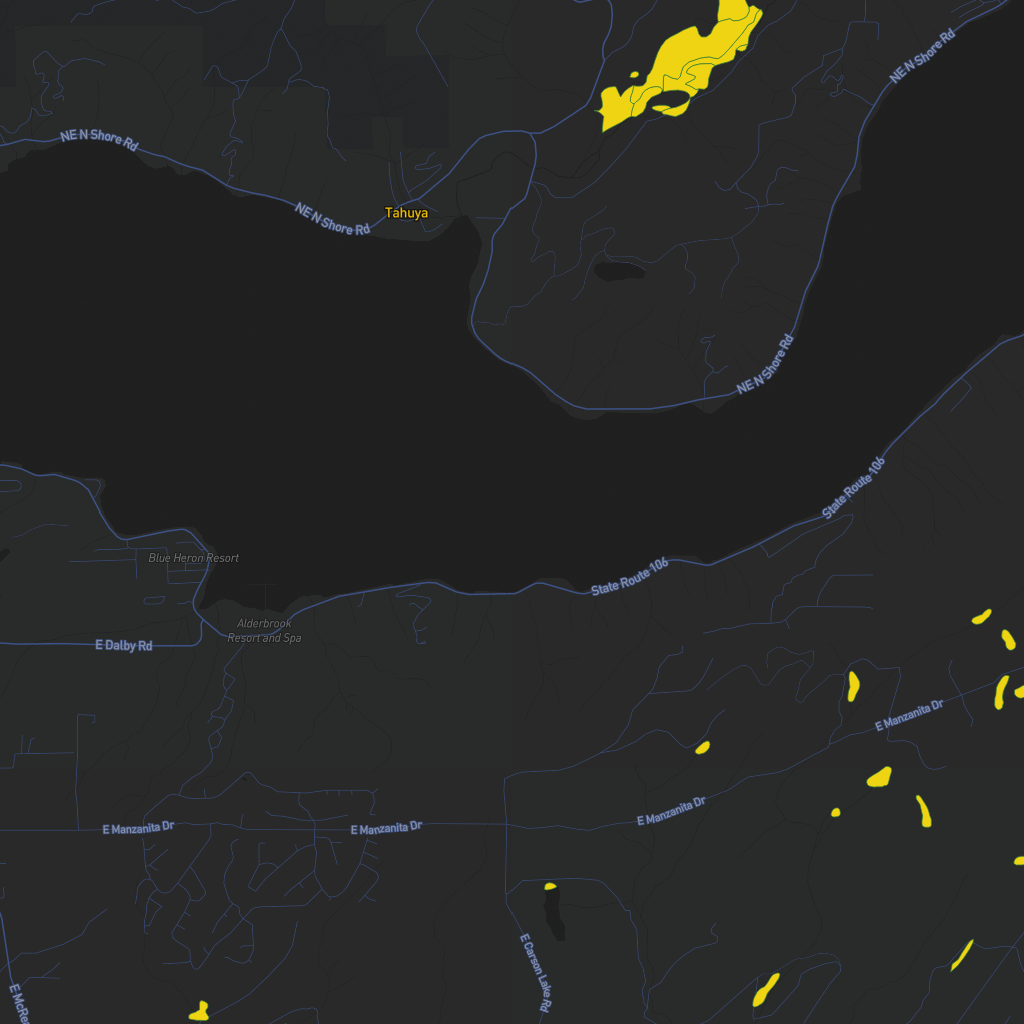 NE N Shore Rd
NE N Shore Rd
NE N Shore Rd
Tahuya
NE N Shore Rd
State Route 106
Blue Heron Resort
State Route 106
Alderbrook
Resort and Spa
E Dalby Rd
E Manzanita Dr
E Manzanita Dr
E Manzanita Dr
E Manzanita Dr
E Carson Lake Rd